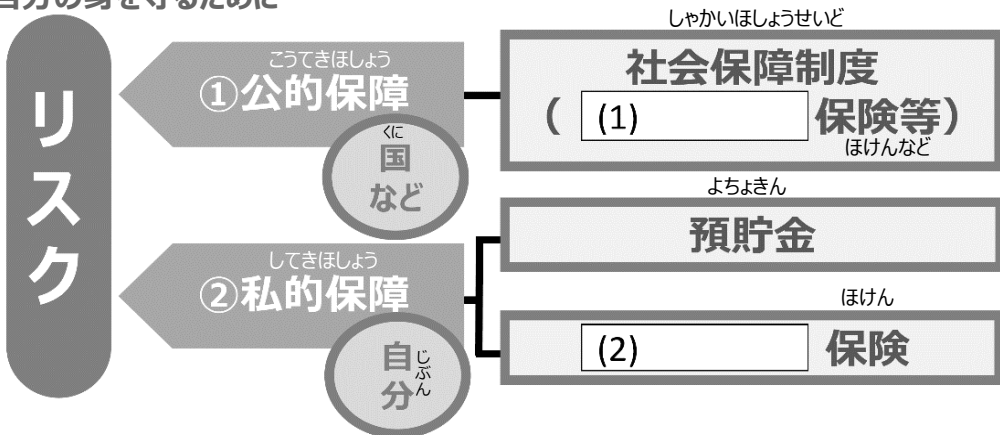 自分の身を守るために
リスク
こうてきほしょう
①公的保障
くに
国
など
しゃかいほしょうせいど
社会保障制度
( (1) 保険等)
ほけんなど
してきほしょう
②私的保障
自分
じぶん
よちょきん
預貯金
ほけん
(2) 保険